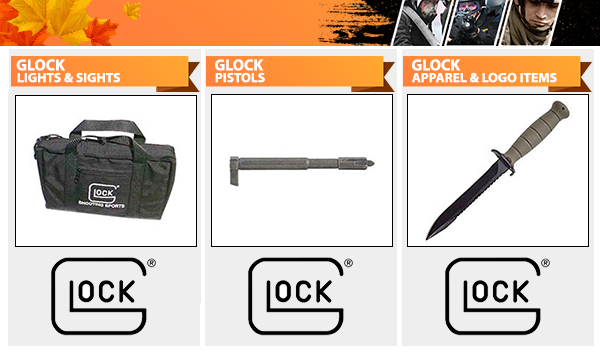 GLOCK
LIGHTS & SIGHTS
GLOCK
PISTOLS
GLOCK
APPAREL & LOGO ITEMS
GLOCK ®
SHOOTING SPORTS
GLOCK ®
GLOCK ®
GLOCK ®